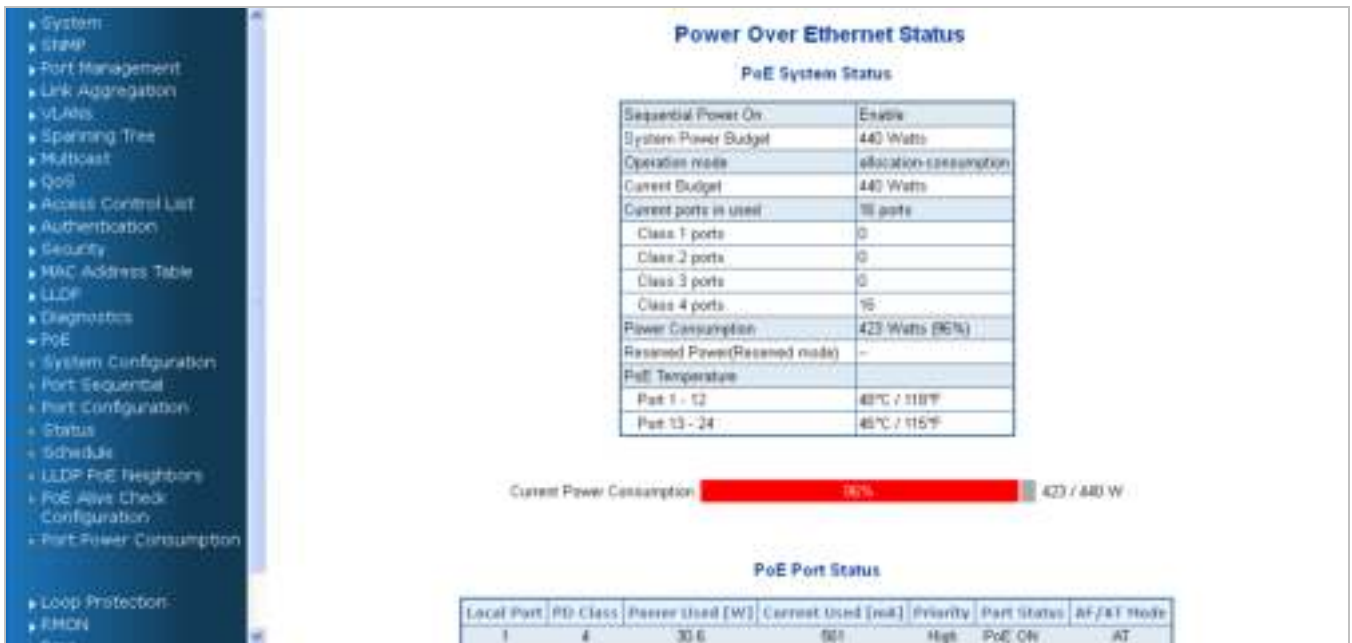 System
SNMP
Port Management
Link Aggregation
VLANs
Spanning Tree
Multicast
QoS
Access Control List
Authentication
Security
MAC Address Table
LLDP
Diagnostics
PoE
System Configuration
Port Sequential
Port Configuration
Status
Schedule
LLDP PoE Neighbors
PoE Alive Check
Configuration
Port Power Consumption
Loop Protection
RMON
Power Over Ethernet Status
PoE System Status
Sequential Power On Enable
System Power Budget 440 Watts
Operation mode allocation-consumption
Current Budget 440 Watts
Current ports in used 16 ports
Class 1 ports 0
Class 2 ports 0
Class 3 ports 0
Class 4 ports 16
Power Consumption 423 Watts (96%)
Reserved Power(Reserved mode) --
PoE Temperature
Port 1 - 12 48°C / 118°F
Port 13 - 24 46°C / 115°F
Current Power Consumption 96% 423 / 440 W
PoE Port Status
Local Port PD Class Power Used [W] Current Used [mA] Priority Port Status AF/AT Mode
1 4 30.6 561 High PoE ON AT